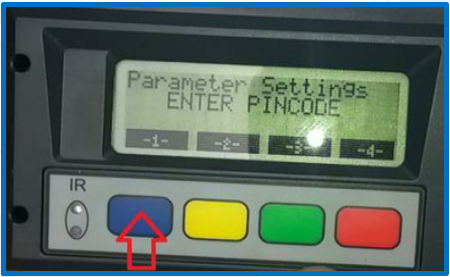 Parameter Settings
ENTER PINCODE
-1- -2- -3- -4-
IR